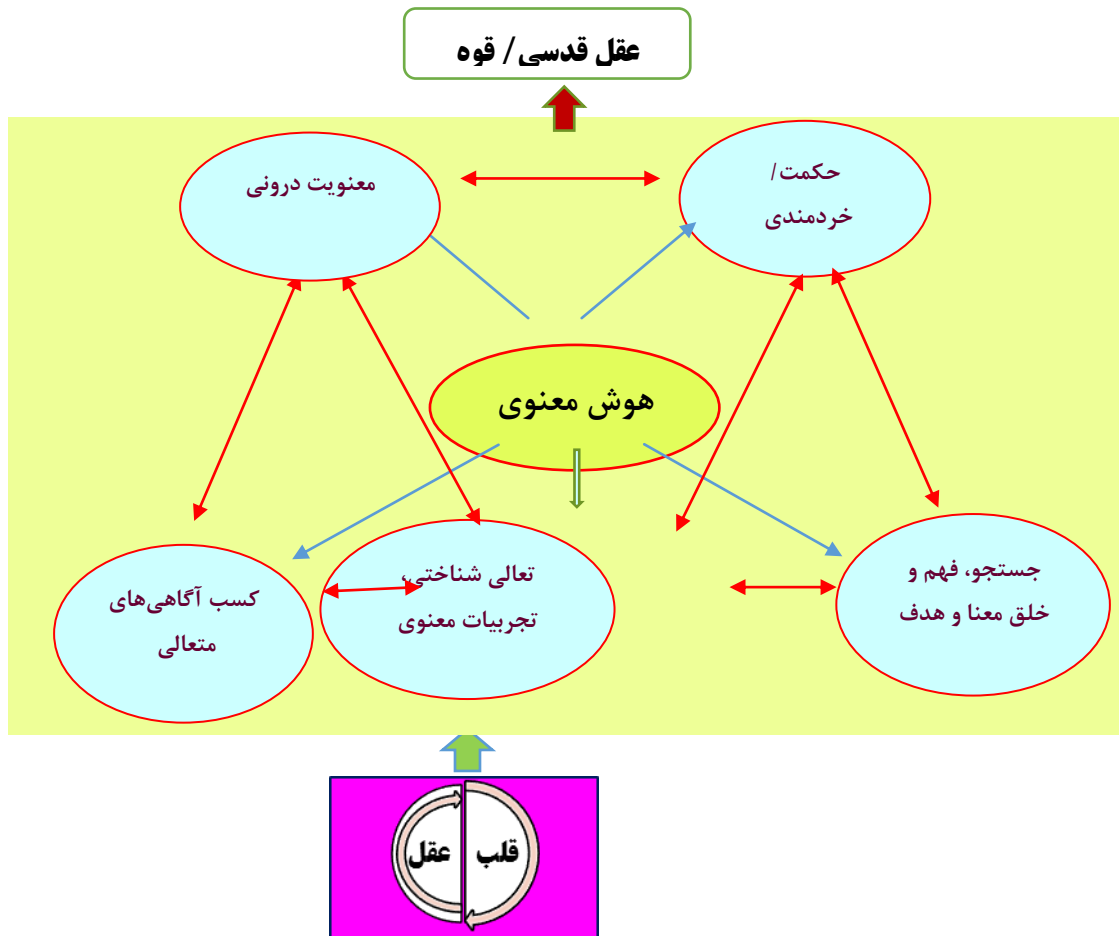 عقل قدسی/ قوه
حکمت/
خردمندی
معنویت درونی
هوش معنوی
جستجو، فهم و
خلق معنا و هدف
تعالی شناختی،
تجربیات معنوی
کسب آگاهی‌های
متعالی
قلب
عقل